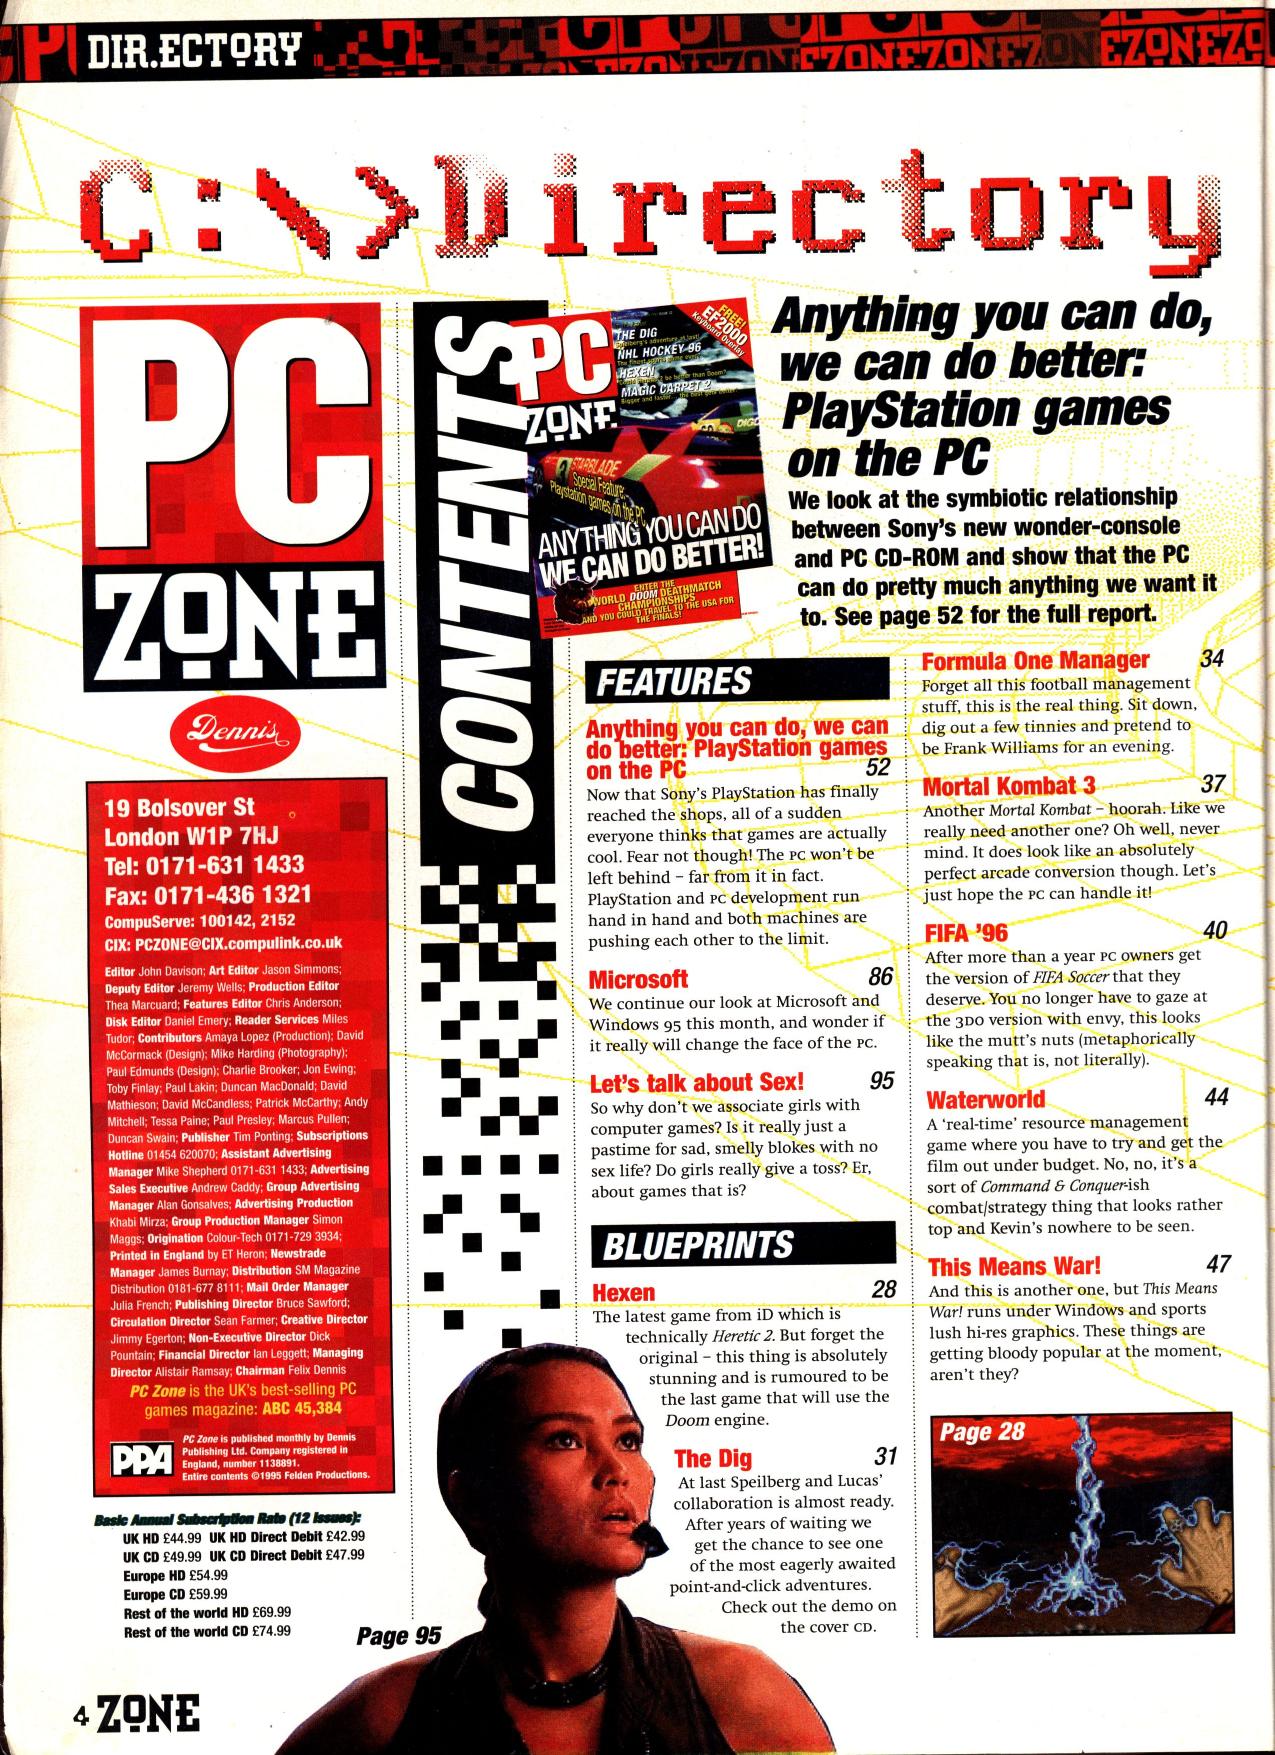 DIR.ECTORY
C:\>Directory
PC
ZONE
Dennis
19 Bolsover St
London W1P 7HJ
Tel: 0171-631 1433
Fax: 0171-436 1321
CompuServe: 100142, 2152
CIX: PCZONE@CIX.compulink.co.uk
Editor John Davison; Art Editor Jason Simmons;
Deputy Editor Jeremy Wells; Production Editor
Thea Marcuard; Features Editor Chris Anderson;
Disk Editor Daniel Emery; Reader Services Miles
Tudor; Contributors Amaya Lopez (Production); David
McCormack (Design); Mike Harding (Photography);
Paul Edmunds (Design); Charlie Brooker; Jon Ewing;
Toby Finlay; Paul Lakin; Duncan MacDonald; David
Mathieson; David McCandless; Patrick McCarthy; Andy
Mitchell; Tessa Paine; Paul Presley; Marcus Pullen;
Duncan Swain; Publisher Tim Ponting; Subscriptions
Hotline 01454 620070; Assistant Advertising
Manager Mike Shepherd 0171-631 1433; Advertising
Sales Executive Andrew Caddy; Group Advertising
Manager Alan Gonsalves; Advertising Production
Khabi Mirza; Group Production Manager Simon
Maggs; Origination Colour-Tech 0171-729 3934;
Printed in England by ET Heron; Newstrade
Manager James Burnay; Distribution SM Magazine
Distribution 0181-677 8111; Mail Order Manager
Julia French; Publishing Director Bruce Sawford;
Circulation Director Sean Farmer; Creative Director
Jimmy Egerton; Non-Executive Director Dick
Pountain; Financial Director Ian Leggett; Managing
Director Alistair Ramsay; Chairman Felix Dennis
PC Zone is the UK's best-selling PC
games magazine: ABC 45,384
PPA
PC Zone is published monthly by Dennis
Publishing Ltd. Company registered in
England, number 1138891.
Entire contents ©1995 Felden Productions.
Basic Annual Subscription Rate (12 issues):
UK HD £44.99 UK HD Direct Debit £42.99
UK CD £49.99 UK CD Direct Debit £47.99
Europe HD £54.99
Europe CD £59.99
Rest of the world HD £69.99
Rest of the world CD £74.99
CONTENTS
PC
ZONE
FREE!
EF2000
Keyboard Overlay
THE DIG
Spielberg's adventure at last!
NHL HOCKEY 96
HEXEN
MAGIC CARPET 2
STARBLADE
Special Feature:
Playstation games on the PC
ANYTHING YOU CAN DO
WE CAN DO BETTER!
ENTER THE
WORLD DOOM DEATHMATCH
CHAMPIONSHIPS
AND YOU COULD TRAVEL TO THE USA FOR
THE FINALS!
Anything you can do,
we can do better:
PlayStation games
on the PC
We look at the symbiotic relationship
between Sony's new wonder-console
and PC CD-ROM and show that the PC
can do pretty much anything we want it
to. See page 52 for the full report.
FEATURES
Anything you can do, we can
do better: PlayStation games
on the PC 52
Now that Sony's PlayStation has finally
reached the shops, all of a sudden
everyone thinks that games are actually
cool. Fear not though! The PC won't be
left behind – far from it in fact.
PlayStation and PC development run
hand in hand and both machines are
pushing each other to the limit.
Microsoft 86
We continue our look at Microsoft and
Windows 95 this month, and wonder if
it really will change the face of the PC.
Let's talk about Sex! 95
So why don't we associate girls with
computer games? Is it really just a
pastime for sad, smelly blokes with no
sex life? Do girls really give a toss? Er,
about games that is?
BLUEPRINTS
Hexen 28
The latest game from iD which is
technically Heretic 2. But forget the
original – this thing is absolutely
stunning and is rumoured to be
the last game that will use the
Doom engine.
The Dig 31
At last Speilberg and Lucas'
collaboration is almost ready.
After years of waiting we
get the chance to see one
of the most eagerly awaited
point-and-click adventures.
Check out the demo on
the cover CD.
Formula One Manager 34
Forget all this football management
stuff, this is the real thing. Sit down,
dig out a few tinnies and pretend to
be Frank Williams for an evening.
Mortal Kombat 3 37
Another Mortal Kombat – hoorah. Like we
really need another one? Oh well, never
mind. It does look like an absolutely
perfect arcade conversion though. Let's
just hope the PC can handle it!
FIFA '96 40
After more than a year PC owners get
the version of FIFA Soccer that they
deserve. You no longer have to gaze at
the 3DO version with envy, this looks
like the mutt's nuts (metaphorically
speaking that is, not literally).
Waterworld 44
A 'real-time' resource management
game where you have to try and get the
film out under budget. No, no, it's a
sort of Command & Conquer-ish
combat/strategy thing that looks rather
top and Kevin's nowhere to be seen.
This Means War! 47
And this is another one, but This Means
War! runs under Windows and sports
lush hi-res graphics. These things are
getting bloody popular at the moment,
aren't they?
Page 28
Page 95
4 ZONE